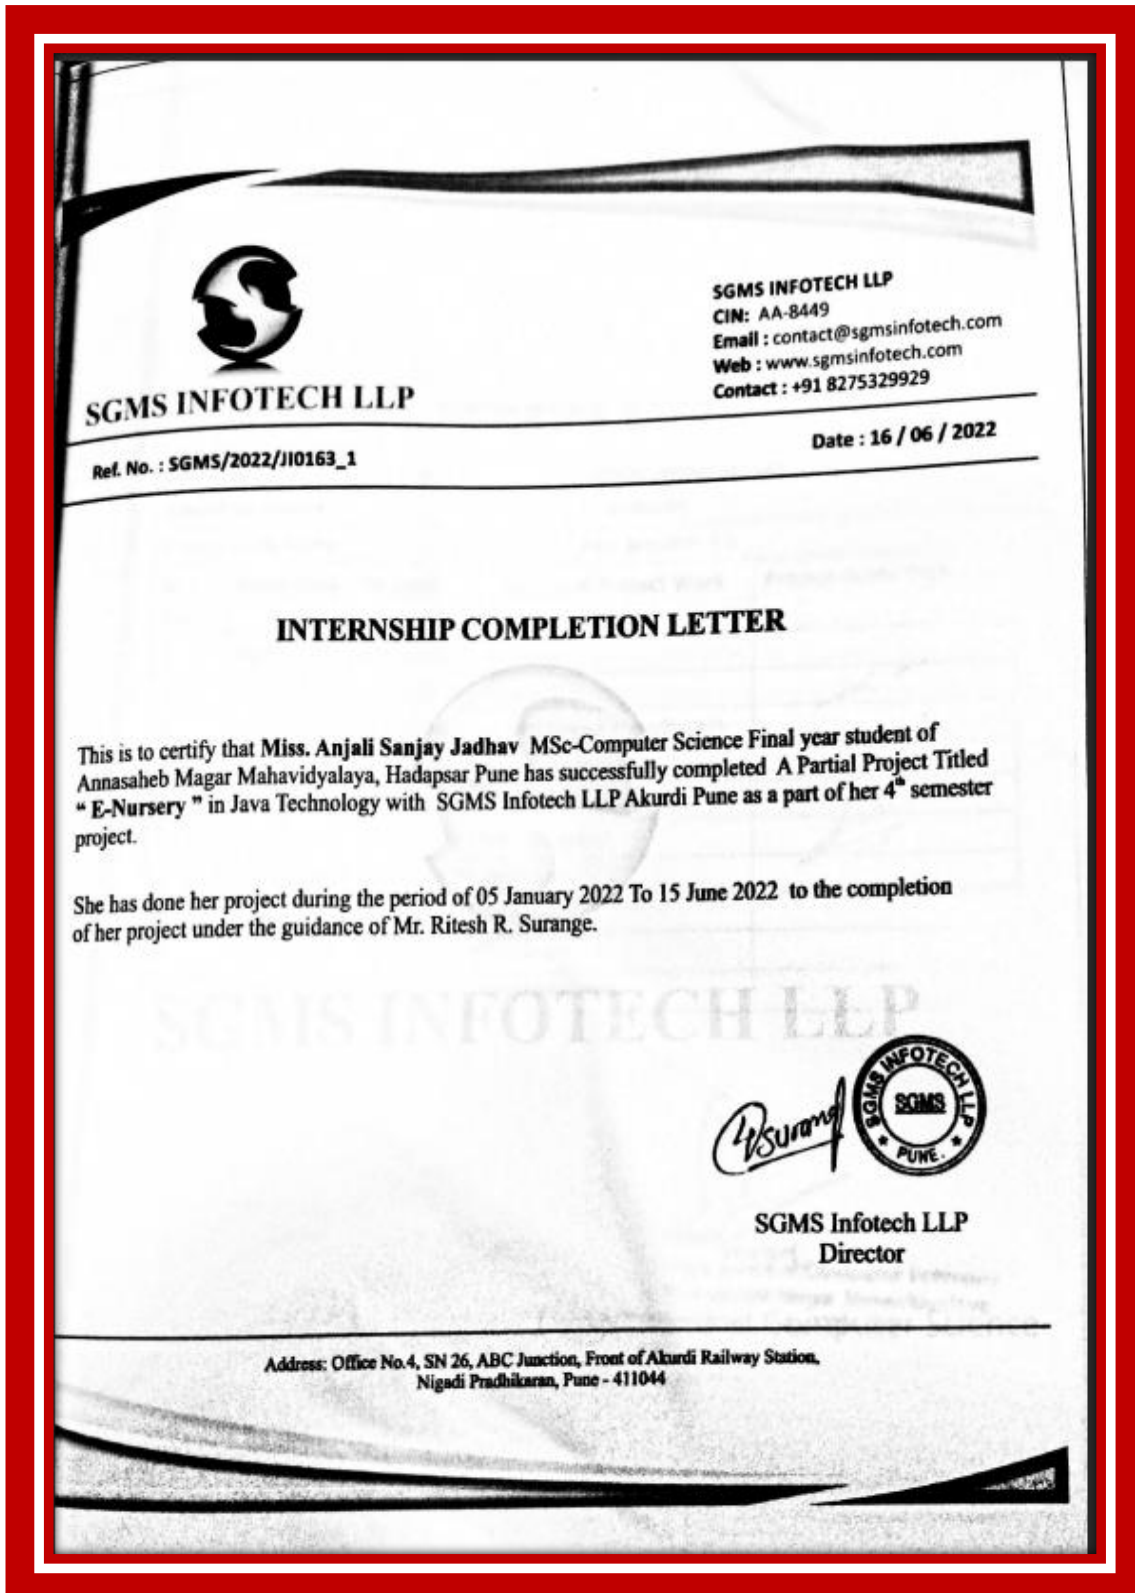 SGMS INFOTECH LLP
CIN: AA-8449
Email : contact@sgmsinfotech.com
Web : www.sgmsinfotech.com
Contact : +91 8275329929
SGMS INFOTECH LLP
Ref. No. : SGMS/2022/JI0163_1
Date : 16 / 06 / 2022
INTERNSHIP COMPLETION LETTER
This is to certify that Miss. Anjali Sanjay Jadhav MSc-Computer Science Final year student of
Annasaheb Magar Mahavidyalaya, Hadapsar Pune has successfully completed A Partial Project Titled
“ E-Nursery ” in Java Technology with SGMS Infotech LLP Akurdi Pune as a part of her 4th semester
project.
She has done her project during the period of 05 January 2022 To 15 June 2022 to the completion
of her project under the guidance of Mr. Ritesh R. Surange.
SGMS INFOTECH LLP
SGMS INFOTECH LLP
SGMS
PUNE.
SGMS Infotech LLP
Director
Address: Office No.4, SN 26, ABC Junction, Front of Akurdi Railway Station,
Nigadi Pradhikaran, Pune - 411044